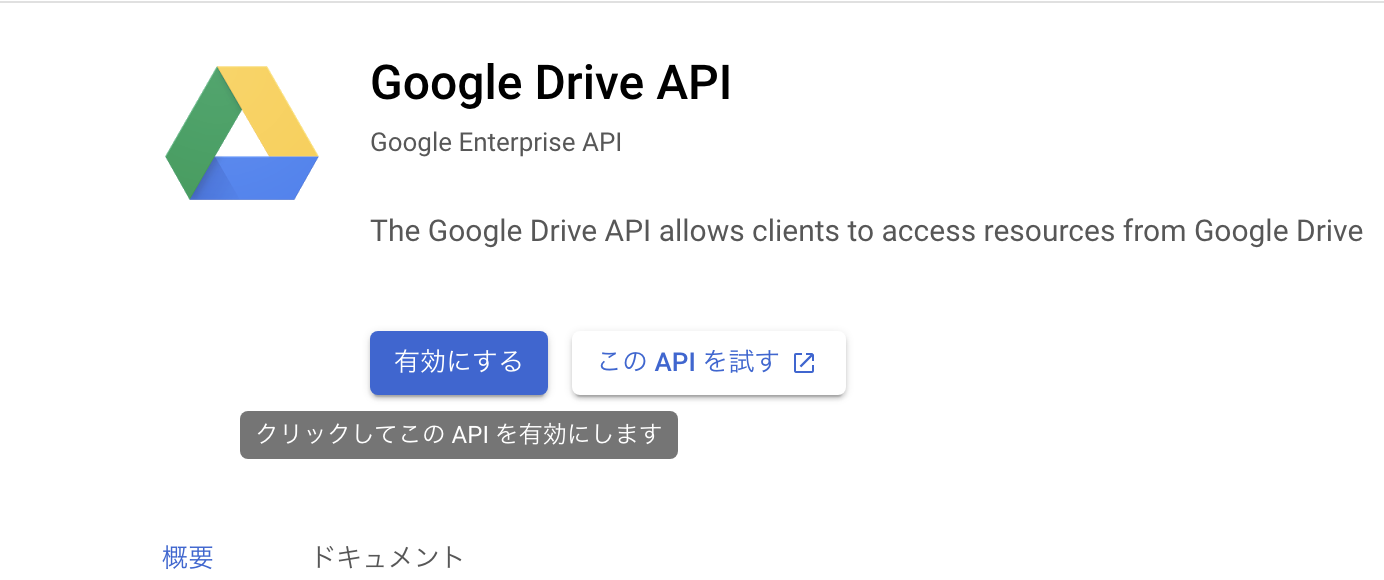 Google Drive API
Google Enterprise API
The Google Drive API allows clients to access resources from Google Drive
有効にする
この API を試す
クリックしてこの API を有効にします
概要
ドキュメント